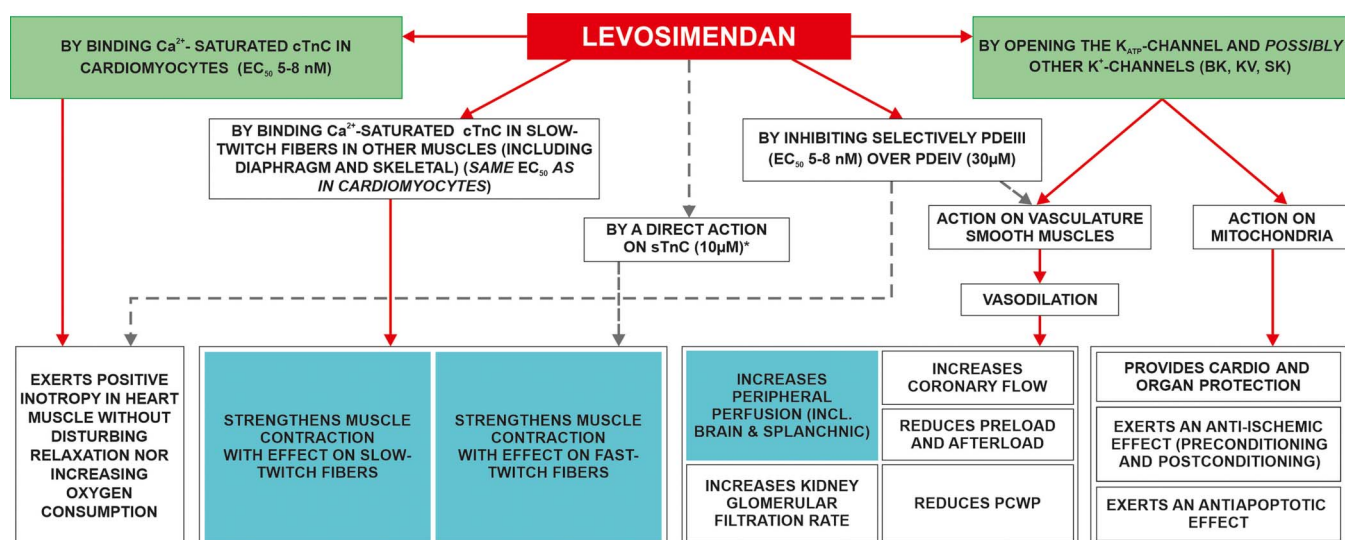 LEVOSIMENDAN
BY BINDING Ca²⁺- SATURATED cTnC IN
CARDIOMYOCYTES (EC₅₀ 5-8 nM)
BY OPENING THE K_ATP-CHANNEL AND POSSIBLY
OTHER K⁺-CHANNELS (BK, KV, SK)
BY BINDING Ca²⁺-SATURATED cTnC IN SLOW-
TWITCH FIBERS IN OTHER MUSCLES (INCLUDING
DIAPHRAGM AND SKELETAL) (SAME EC₅₀ AS
IN CARDIOMYOCYTES)
BY INHIBITING SELECTIVELY PDEIII
(EC₅₀ 5-8 nM) OVER PDEIV (30µM)
BY A DIRECT ACTION
ON sTnC (10µM)*
ACTION ON VASCULATURE
SMOOTH MUSCLES
ACTION ON
MITOCHONDRIA
VASODILATION
EXERTS POSITIVE
INOTROPY IN HEART
MUSCLE WITHOUT
DISTURBING
RELAXATION NOR
INCREASING
OXYGEN
CONSUMPTION
STRENGTHENS MUSCLE
CONTRACTION
WITH EFFECT ON SLOW-
TWITCH FIBERS
STRENGTHENS MUSCLE
CONTRACTION
WITH EFFECT ON FAST-
TWITCH FIBERS
INCREASES
PERIPHERAL
PERFUSION (INCL.
BRAIN & SPLANCHNIC)
INCREASES KIDNEY
GLOMERULAR
FILTRATION RATE
INCREASES
CORONARY FLOW
REDUCES PRELOAD
AND AFTERLOAD
REDUCES PCWP
PROVIDES CARDIO AND
ORGAN PROTECTION
EXERTS AN ANTI-ISCHEMIC
EFFECT (PRECONDITIONING
AND POSTCONDITIONING)
EXERTS AN ANTIAPOPTOTIC
EFFECT